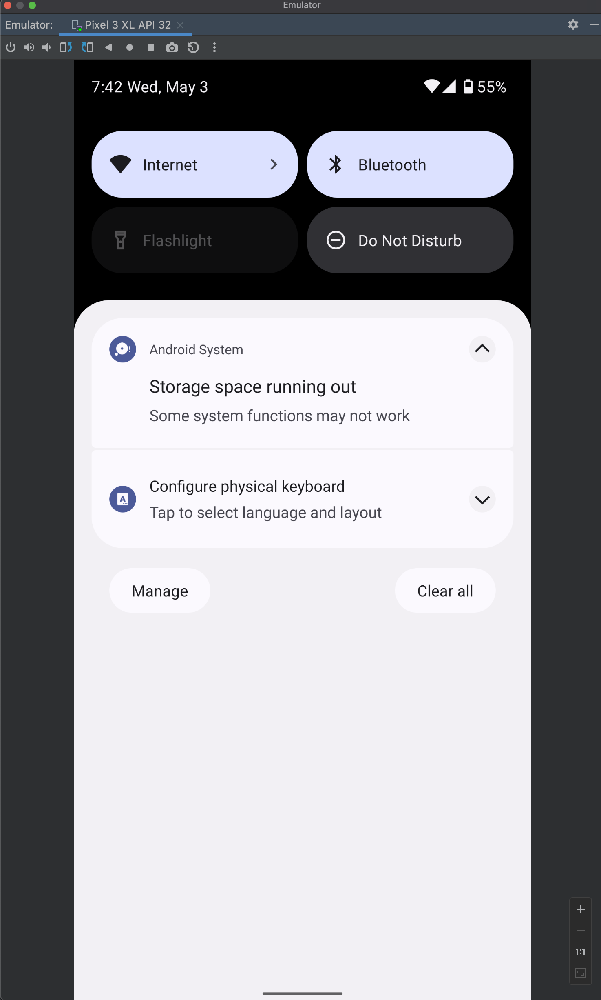 Emulator
Emulator:
Pixel 3 XL API 32
7:42 Wed, May 3
55%
Internet
Bluetooth
Flashlight
Do Not Disturb
Android System
Storage space running out
Some system functions may not work
A
Configure physical keyboard
Tap to select language and layout
Manage
Clear all
1:1